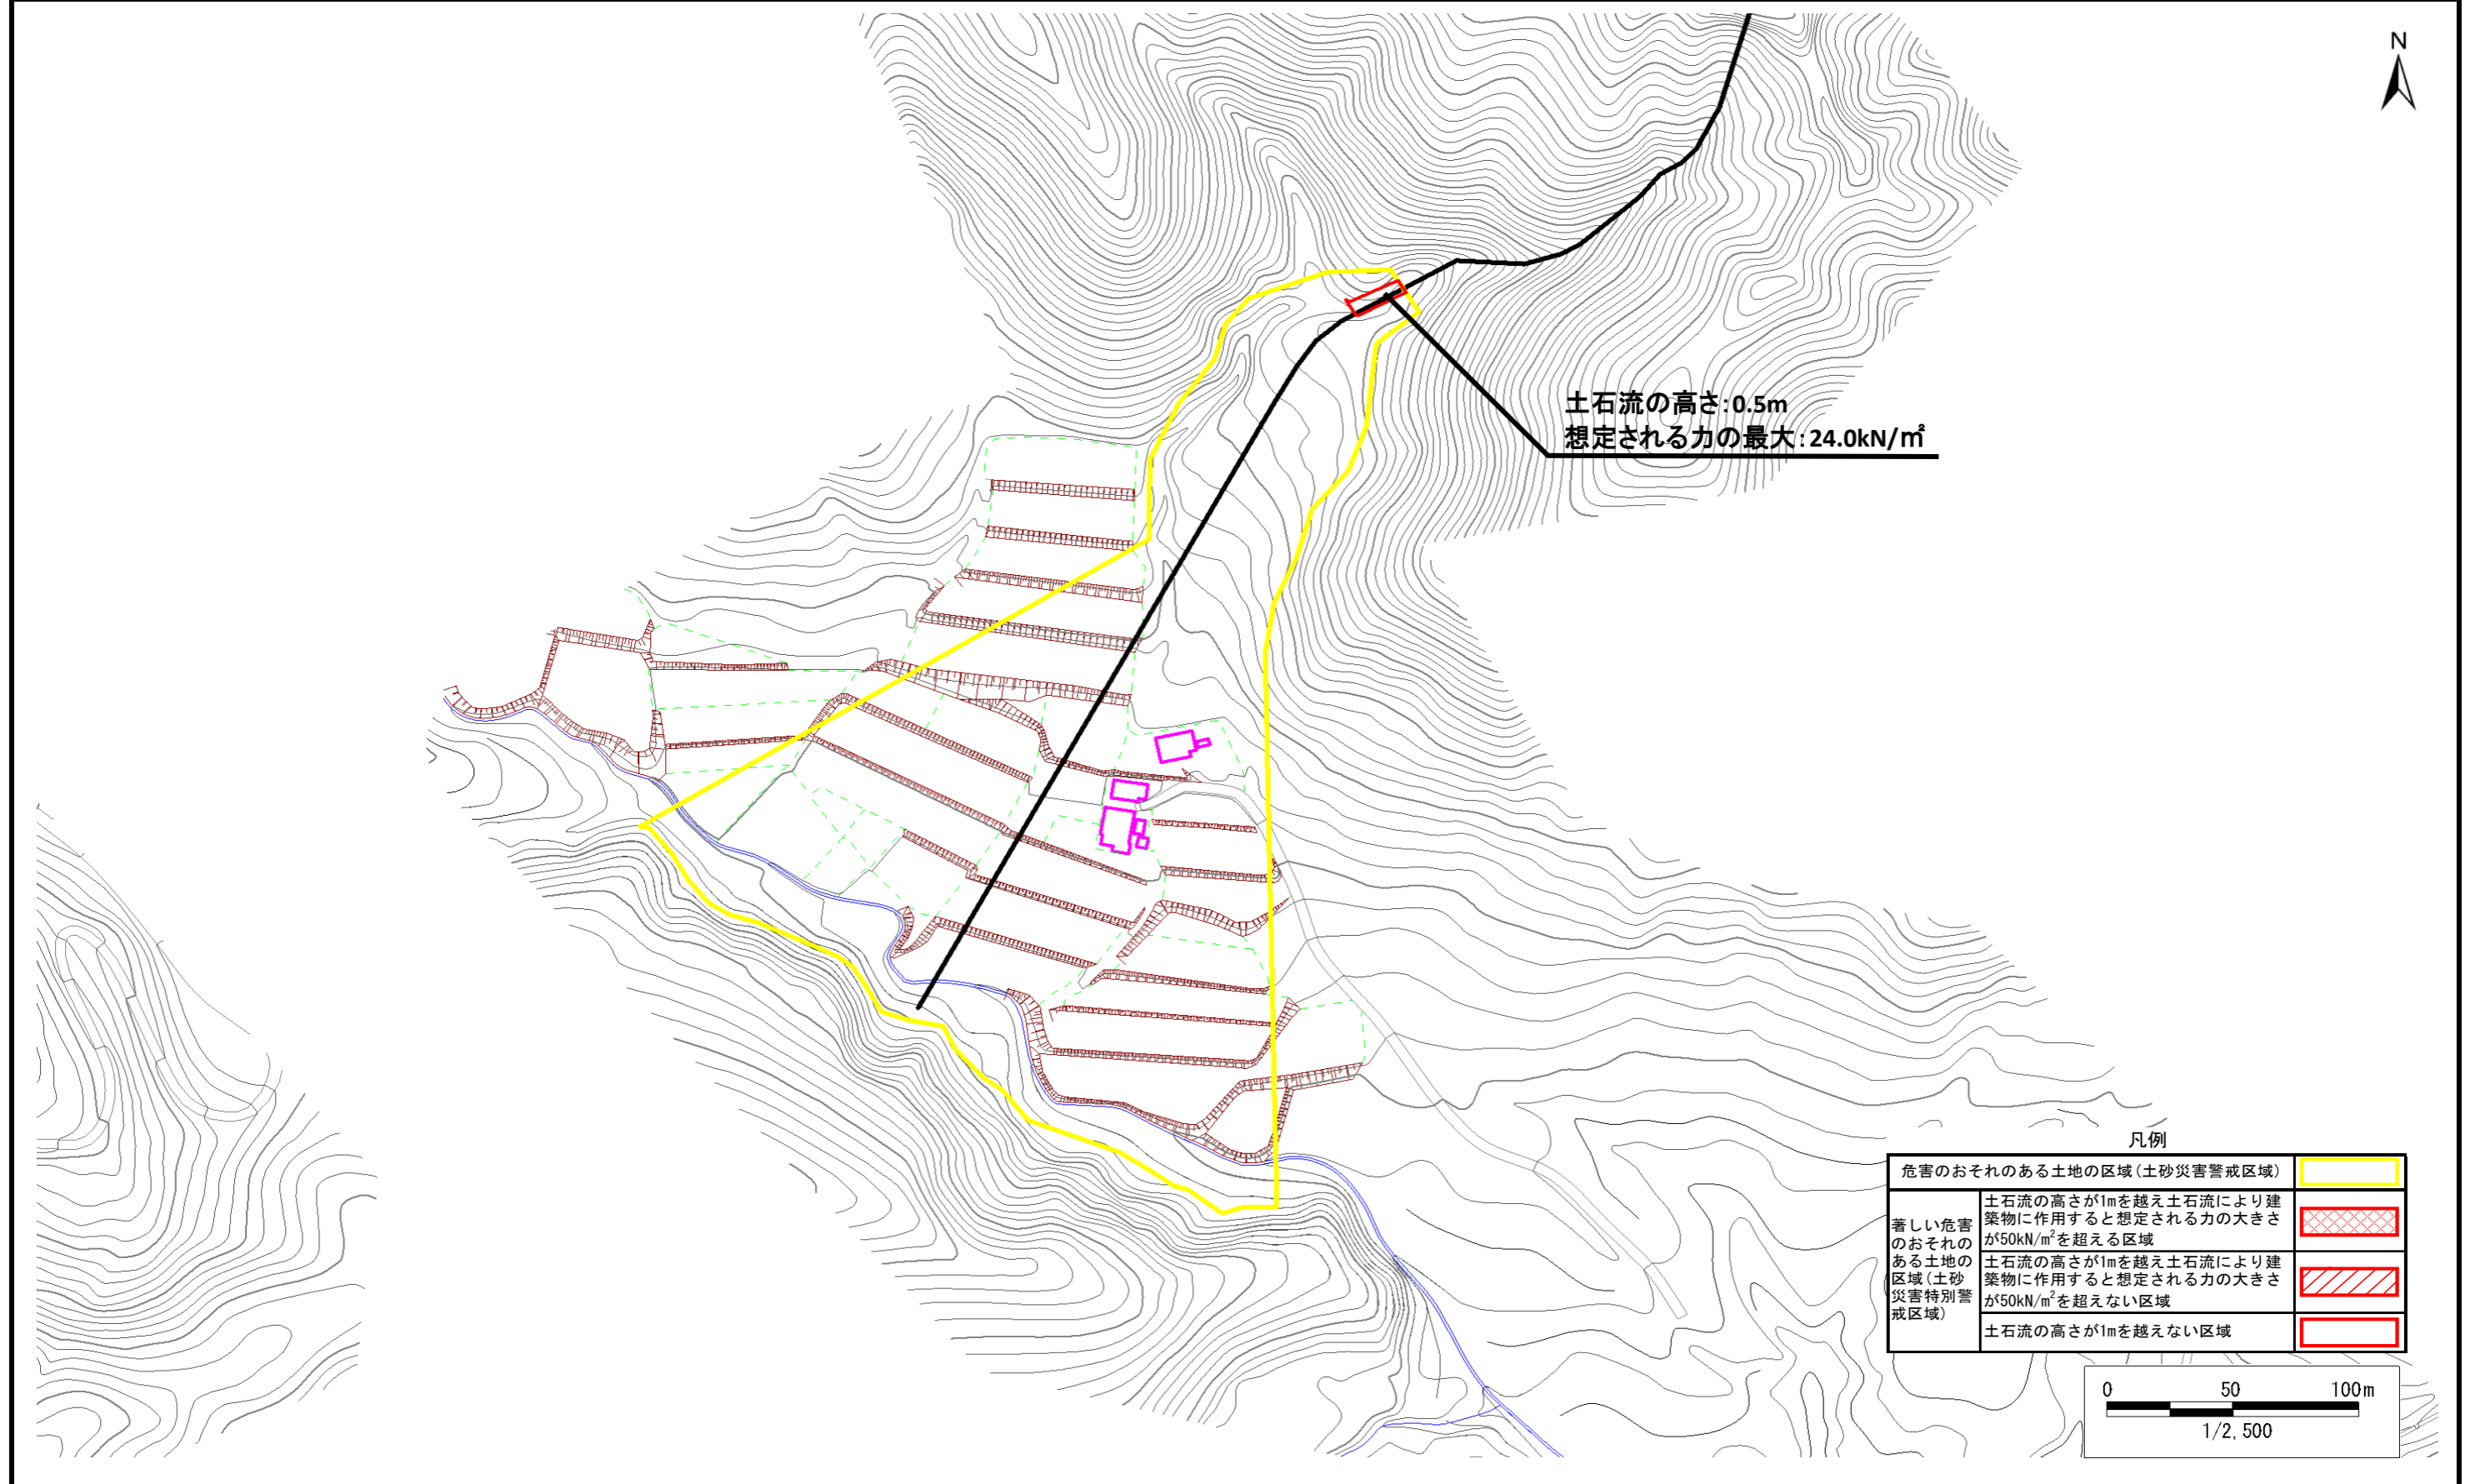 N
土石流の高さ:0.5m
想定される力の最大:24.0kN/㎡
凡例
危害のおそれのある土地の区域(土砂災害警戒区域)
著しい危害
のおそれの
ある土地の
区域(土砂
災害特別警
戒区域)
土石流の高さが1mを越え土石流により建
築物に作用すると想定される力の大きさ
が50kN/m²を超える区域
土石流の高さが1mを越え土石流により建
築物に作用すると想定される力の大きさ
が50kN/m²を超えない区域
土石流の高さが1mを越えない区域
0 50 100m
1/2,500